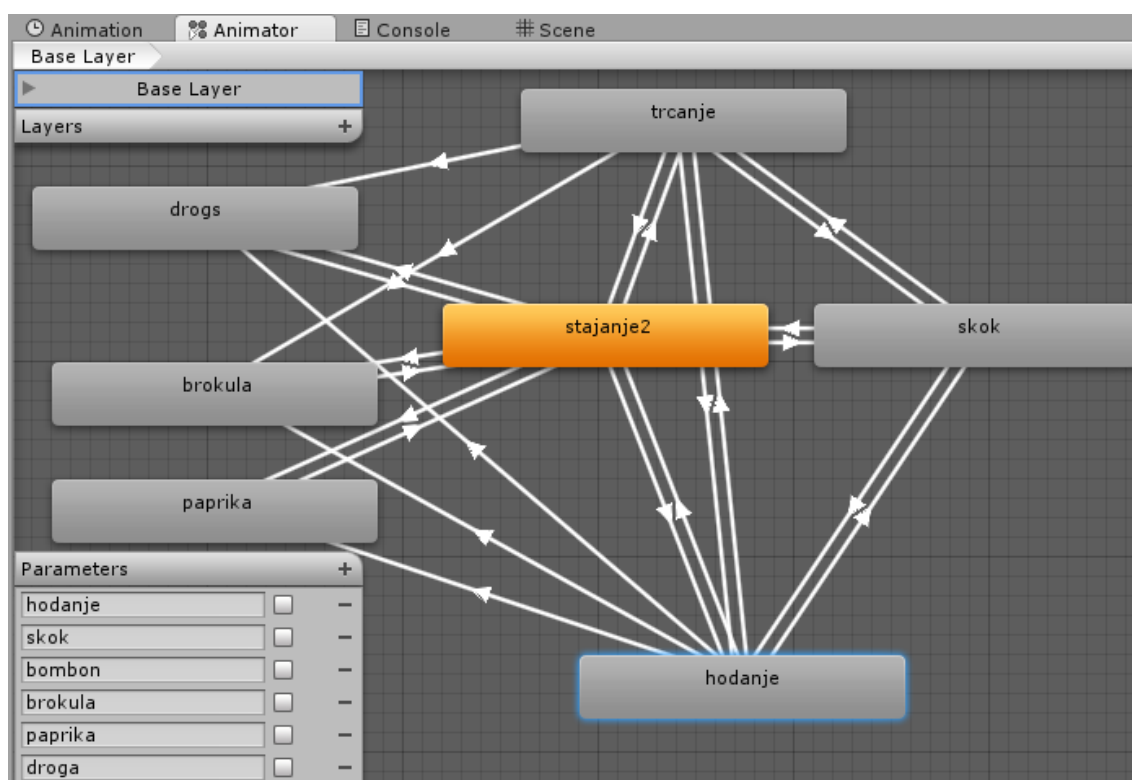 Animation Animator Console Scene
Base Layer
Base Layer
Layers +
trcanje
drogs
stajanje2
skok
brokula
paprika
Parameters +
hodanje
skok
bombon
brokula
paprika
droga
hodanje